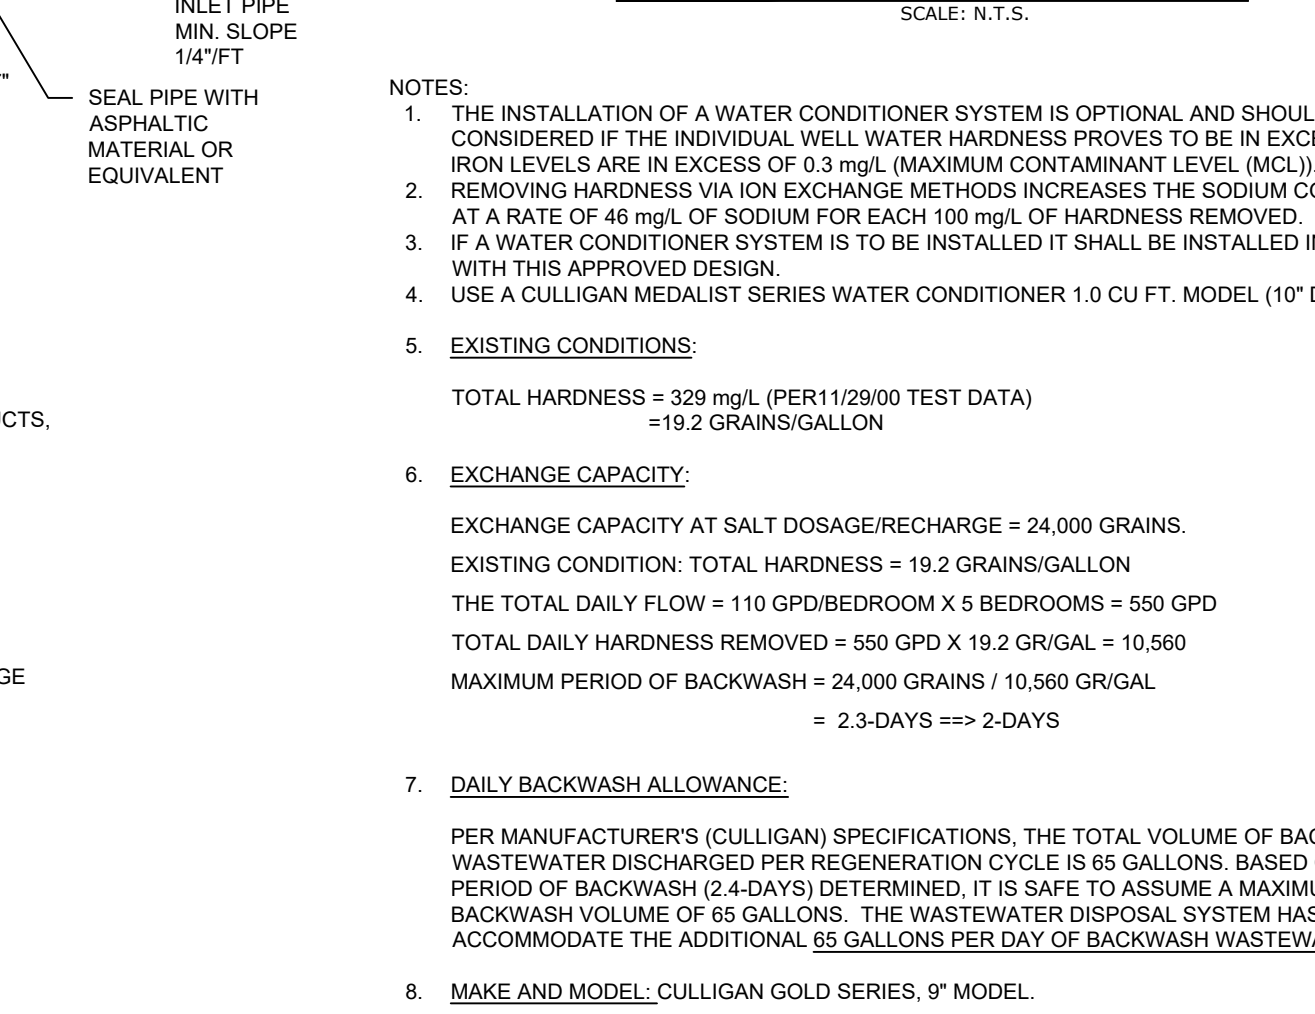 INLET PIPE
MIN. SLOPE
1/4"/FT
SEAL PIPE WITH
ASPHALTIC
MATERIAL OR
EQUIVALENT
SCALE: N.T.S.
NOTES:
1. THE INSTALLATION OF A WATER CONDITIONER SYSTEM IS OPTIONAL AND SHOUL
CONSIDERED IF THE INDIVIDUAL WELL WATER HARDNESS PROVES TO BE IN EXCE
IRON LEVELS ARE IN EXCESS OF 0.3 mg/L (MAXIMUM CONTAMINANT LEVEL (MCL)).
2. REMOVING HARDNESS VIA ION EXCHANGE METHODS INCREASES THE SODIUM CO
AT A RATE OF 46 mg/L OF SODIUM FOR EACH 100 mg/L OF HARDNESS REMOVED.
3. IF A WATER CONDITIONER SYSTEM IS TO BE INSTALLED IT SHALL BE INSTALLED IN
WITH THIS APPROVED DESIGN.
4. USE A CULLIGAN MEDALIST SERIES WATER CONDITIONER 1.0 CU FT. MODEL (10" D
5. EXISTING CONDITIONS:
TOTAL HARDNESS = 329 mg/L (PER11/29/00 TEST DATA)
=19.2 GRAINS/GALLON
UCTS,
6. EXCHANGE CAPACITY:
EXCHANGE CAPACITY AT SALT DOSAGE/RECHARGE = 24,000 GRAINS.
EXISTING CONDITION: TOTAL HARDNESS = 19.2 GRAINS/GALLON
THE TOTAL DAILY FLOW = 110 GPD/BEDROOM X 5 BEDROOMS = 550 GPD
TOTAL DAILY HARDNESS REMOVED = 550 GPD X 19.2 GR/GAL = 10,560
GE
MAXIMUM PERIOD OF BACKWASH = 24,000 GRAINS / 10,560 GR/GAL
= 2.3-DAYS ==> 2-DAYS
7. DAILY BACKWASH ALLOWANCE:
PER MANUFACTURER'S (CULLIGAN) SPECIFICATIONS, THE TOTAL VOLUME OF BAC
WASTEWATER DISCHARGED PER REGENERATION CYCLE IS 65 GALLONS. BASED
PERIOD OF BACKWASH (2.4-DAYS) DETERMINED, IT IS SAFE TO ASSUME A MAXIMU
BACKWASH VOLUME OF 65 GALLONS. THE WASTEWATER DISPOSAL SYSTEM HAS
ACCOMMODATE THE ADDITIONAL 65 GALLONS PER DAY OF BACKWASH WASTEWA
8. MAKE AND MODEL: CULLIGAN GOLD SERIES, 9" MODEL.